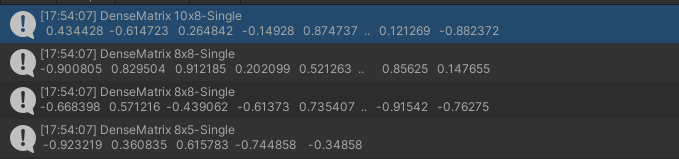 [17:54:07] DenseMatrix 10x8-Single
0.434428 -0.614723 0.264842 -0.14928 0.874737 .. 0.121269 -0.882372
[17:54:07] DenseMatrix 8x8-Single
-0.900805 0.829504 0.912185 0.202099 0.521263 .. 0.85625 0.147655
[17:54:07] DenseMatrix 8x8-Single
-0.668398 0.571216 -0.439062 -0.61373 0.735407 .. -0.91542 -0.76275
[17:54:07] DenseMatrix 8x5-Single
-0.923219 0.360835 0.615783 -0.744858 -0.34858